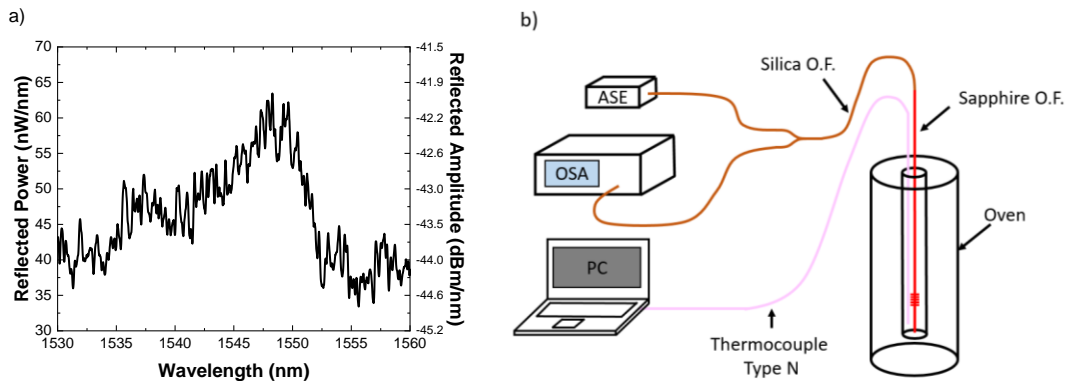 a)
Reflected Power (nW/nm)
70
65
60
55
50
45
40
35
30
1530 1535 1540 1545 1550 1555 1560
Wavelength (nm)
-41.5
-41.9
-42.2
-42.6
-43.0
-43.5
-44.0
-44.6
-45.2
Reflected Amplitude (dBm/nm)
b)
Silica O.F.
ASE
Sapphire O.F.
OSA
Oven
PC
Thermocouple
Type N